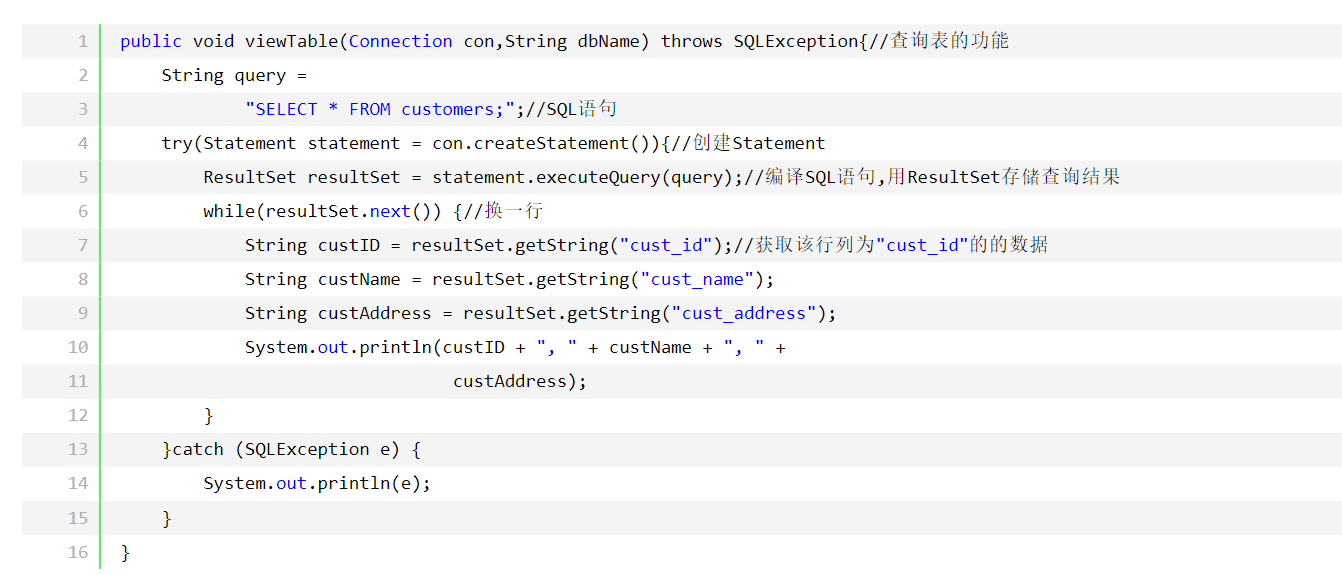 1 public void viewTable(Connection con,String dbName) throws SQLException{//查询表的功能
2     String query =
3             "SELECT * FROM customers;";//SQL语句
4     try(Statement statement = con.createStatement()){//创建Statement
5         ResultSet resultSet = statement.executeQuery(query);//编译SQL语句,用ResultSet存储查询结果
6         while(resultSet.next()) {//换一行
7             String custID = resultSet.getString("cust_id");//获取该行列为"cust_id"的的数据
8             String custName = resultSet.getString("cust_name");
9             String custAddress = resultSet.getString("cust_address");
10             System.out.println(custID + ", " + custName + ", " +
11                                 custAddress);
12         }
13     }catch (SQLException e) {
14         System.out.println(e);
15     }
16 }